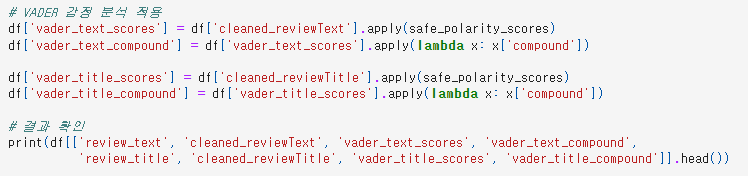 # VADER 감정 분석 적용
df['vader_text_scores'] = df['cleaned_reviewText'].apply(safe_polarity_scores)
df['vader_text_compound'] = df['vader_text_scores'].apply(lambda x: x['compound'])
df['vader_title_scores'] = df['cleaned_reviewTitle'].apply(safe_polarity_scores)
df['vader_title_compound'] = df['vader_title_scores'].apply(lambda x: x['compound'])
# 결과 확인
print(df[['review_text', 'cleaned_reviewText', 'vader_text_scores', 'vader_text_compound',
'review_title', 'cleaned_reviewTitle', 'vader_title_scores', 'vader_title_compound']].head())